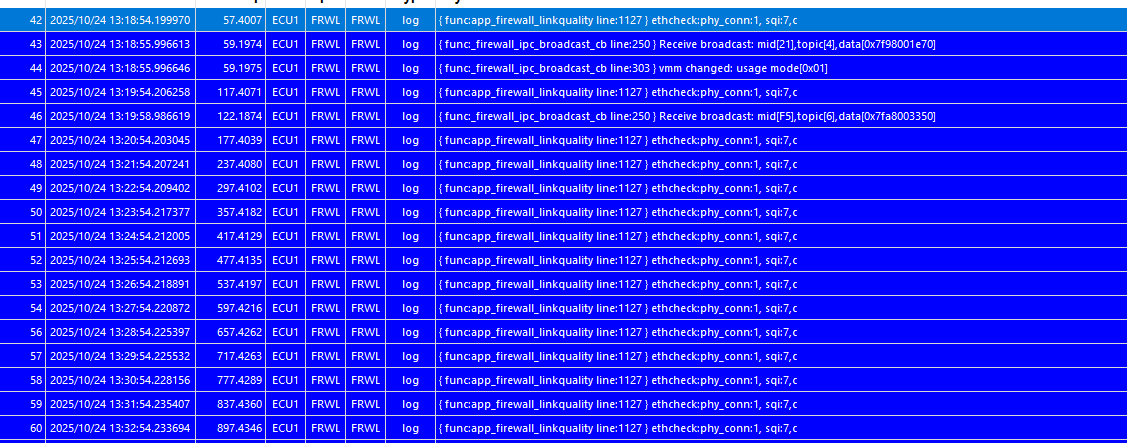 42 2025/10/24 13:18:54.199970 57.4007 ECU1 FRWL FRWL log { func:app_firewall_linkquality line:1127 } ethcheck:phy_conn:1, sqi:7,c
43 2025/10/24 13:18:55.996613 59.1974 ECU1 FRWL FRWL log { func:_firewall_ipc_broadcast_cb line:250 } Receive broadcast: mid[21],topic[4],data[0x7f98001e70]
44 2025/10/24 13:18:55.996646 59.1975 ECU1 FRWL FRWL log { func:_firewall_ipc_broadcast_cb line:303 } vmm changed: usage mode[0x01]
45 2025/10/24 13:19:54.206258 117.4071 ECU1 FRWL FRWL log { func:app_firewall_linkquality line:1127 } ethcheck:phy_conn:1, sqi:7,c
46 2025/10/24 13:19:58.986619 122.1874 ECU1 FRWL FRWL log { func:_firewall_ipc_broadcast_cb line:250 } Receive broadcast: mid[F5],topic[6],data[0x7fa8003350]
47 2025/10/24 13:20:54.203045 177.4039 ECU1 FRWL FRWL log { func:app_firewall_linkquality line:1127 } ethcheck:phy_conn:1, sqi:7,c
48 2025/10/24 13:21:54.207241 237.4080 ECU1 FRWL FRWL log { func:app_firewall_linkquality line:1127 } ethcheck:phy_conn:1, sqi:7,c
49 2025/10/24 13:22:54.209402 297.4102 ECU1 FRWL FRWL log { func:app_firewall_linkquality line:1127 } ethcheck:phy_conn:1, sqi:7,c
50 2025/10/24 13:23:54.217377 357.4182 ECU1 FRWL FRWL log { func:app_firewall_linkquality line:1127 } ethcheck:phy_conn:1, sqi:7,c
51 2025/10/24 13:24:54.212005 417.4129 ECU1 FRWL FRWL log { func:app_firewall_linkquality line:1127 } ethcheck:phy_conn:1, sqi:7,c
52 2025/10/24 13:25:54.212693 477.4135 ECU1 FRWL FRWL log { func:app_firewall_linkquality line:1127 } ethcheck:phy_conn:1, sqi:7,c
53 2025/10/24 13:26:54.218891 537.4197 ECU1 FRWL FRWL log { func:app_firewall_linkquality line:1127 } ethcheck:phy_conn:1, sqi:7,c
54 2025/10/24 13:27:54.220872 597.4216 ECU1 FRWL FRWL log { func:app_firewall_linkquality line:1127 } ethcheck:phy_conn:1, sqi:7,c
56 2025/10/24 13:28:54.225397 657.4262 ECU1 FRWL FRWL log { func:app_firewall_linkquality line:1127 } ethcheck:phy_conn:1, sqi:7,c
57 2025/10/24 13:29:54.225532 717.4263 ECU1 FRWL FRWL log { func:app_firewall_linkquality line:1127 } ethcheck:phy_conn:1, sqi:7,c
58 2025/10/24 13:30:54.228156 777.4289 ECU1 FRWL FRWL log { func:app_firewall_linkquality line:1127 } ethcheck:phy_conn:1, sqi:7,c
59 2025/10/24 13:31:54.235407 837.4360 ECU1 FRWL FRWL log { func:app_firewall_linkquality line:1127 } ethcheck:phy_conn:1, sqi:7,c
60 2025/10/24 13:32:54.233694 897.4346 ECU1 FRWL FRWL log { func:app_firewall_linkquality line:1127 } ethcheck:phy_conn:1, sqi:7,c